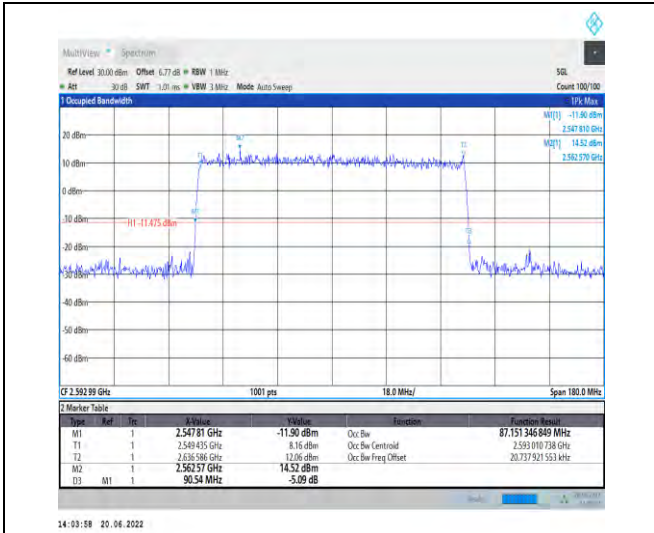 MultiView Spectrum
Ref Level 30.00 dBm Offset 6.77 dB RBW 1 MHz SGL
Att 30 dB SWT 1.01 ms VBW 3 MHz Mode Auto Sweep Count 100/100
1 Occupied Bandwidth 1Pk Max
M1[1] -11.90 dBm
2.547 810 GHz
M2[1] 14.52 dBm
2.562 570 GHz
20 dBm
M2
T1
T2
10 dBm
0 dBm
M1
-10 dBm
H1 -11.475 dBm
-20 dBm
-30 dBm
-40 dBm
-50 dBm
-60 dBm
CF 2.592 99 GHz 1001 pts 18.0 MHz/ Span 180.0 MHz
2 Marker Table
Type Ref Trc X-Value Y-Value Function Function Result
M1 1 2.547 81 GHz -11.90 dBm Occ Bw 87.151 346 849 MHz
T1 1 2.549 435 GHz 8.16 dBm Occ Bw Centroid 2.593 010 738 GHz
T2 1 2.636 586 GHz 12.06 dBm Occ Bw Freq Offset 20.737 921 553 kHz
M2 1 2.562 57 GHz 14.52 dBm
D3 M1 1 90.54 MHz -5.09 dB
14:03:58 20.06.2022